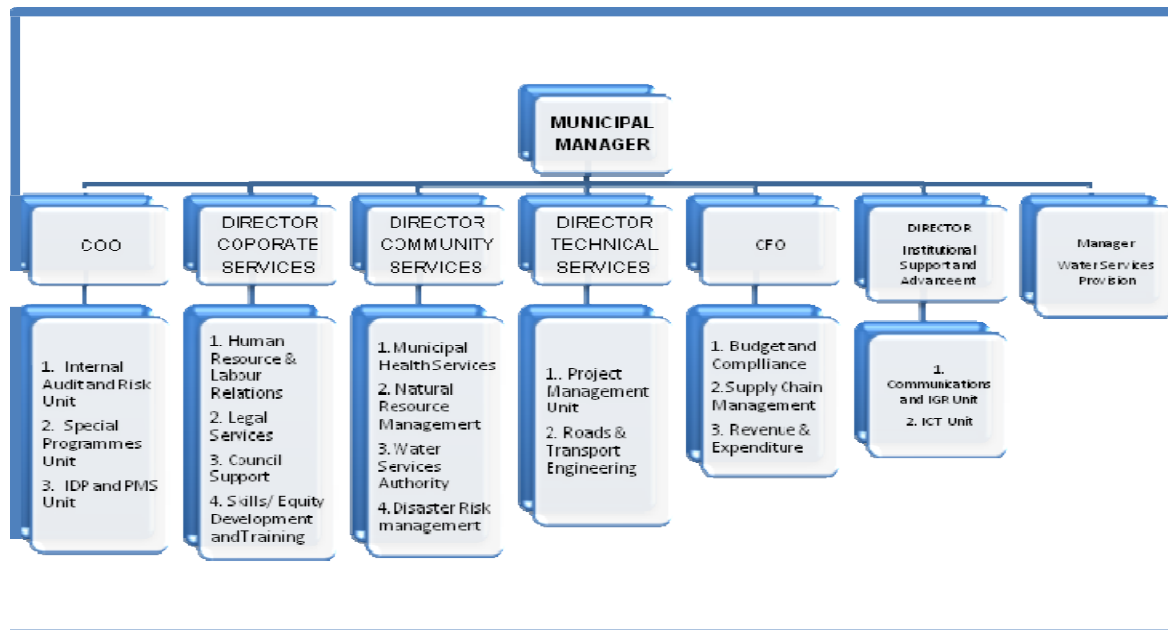 MUNICIPAL
MANAGER
COO
DIRECTOR
COPORATE
SERVICES
DIRECTOR
COMMUNITY
SERVICES
DIRECTOR
TECHNICAL
SERVICES
CFO
DIRECTOR
Institutional
Support and
Advanceent
Manager
Water Services
Provision
1. Internal
Audit and Risk
Unit
2. Special
Programmes
Unit
3. IDP and PMS
Unit
1. Human
Resource &
Labour
Relations
2. Legal
Services
3. Council
Support
4. Skills/ Equity
Development
and Training
1. Municipal
Health Services
2. Natural
Resource
Management
3. Water
Services
Authority
4. Disaster Risk
management
1.. Project
Management
Unit
2. Roads &
Transport
Engineering
1. Budget and
Complliance
2. Supply Chain
Management
3. Revenue &
Expenditure
1.
Communications
and IGR Unit
2. ICT Unit